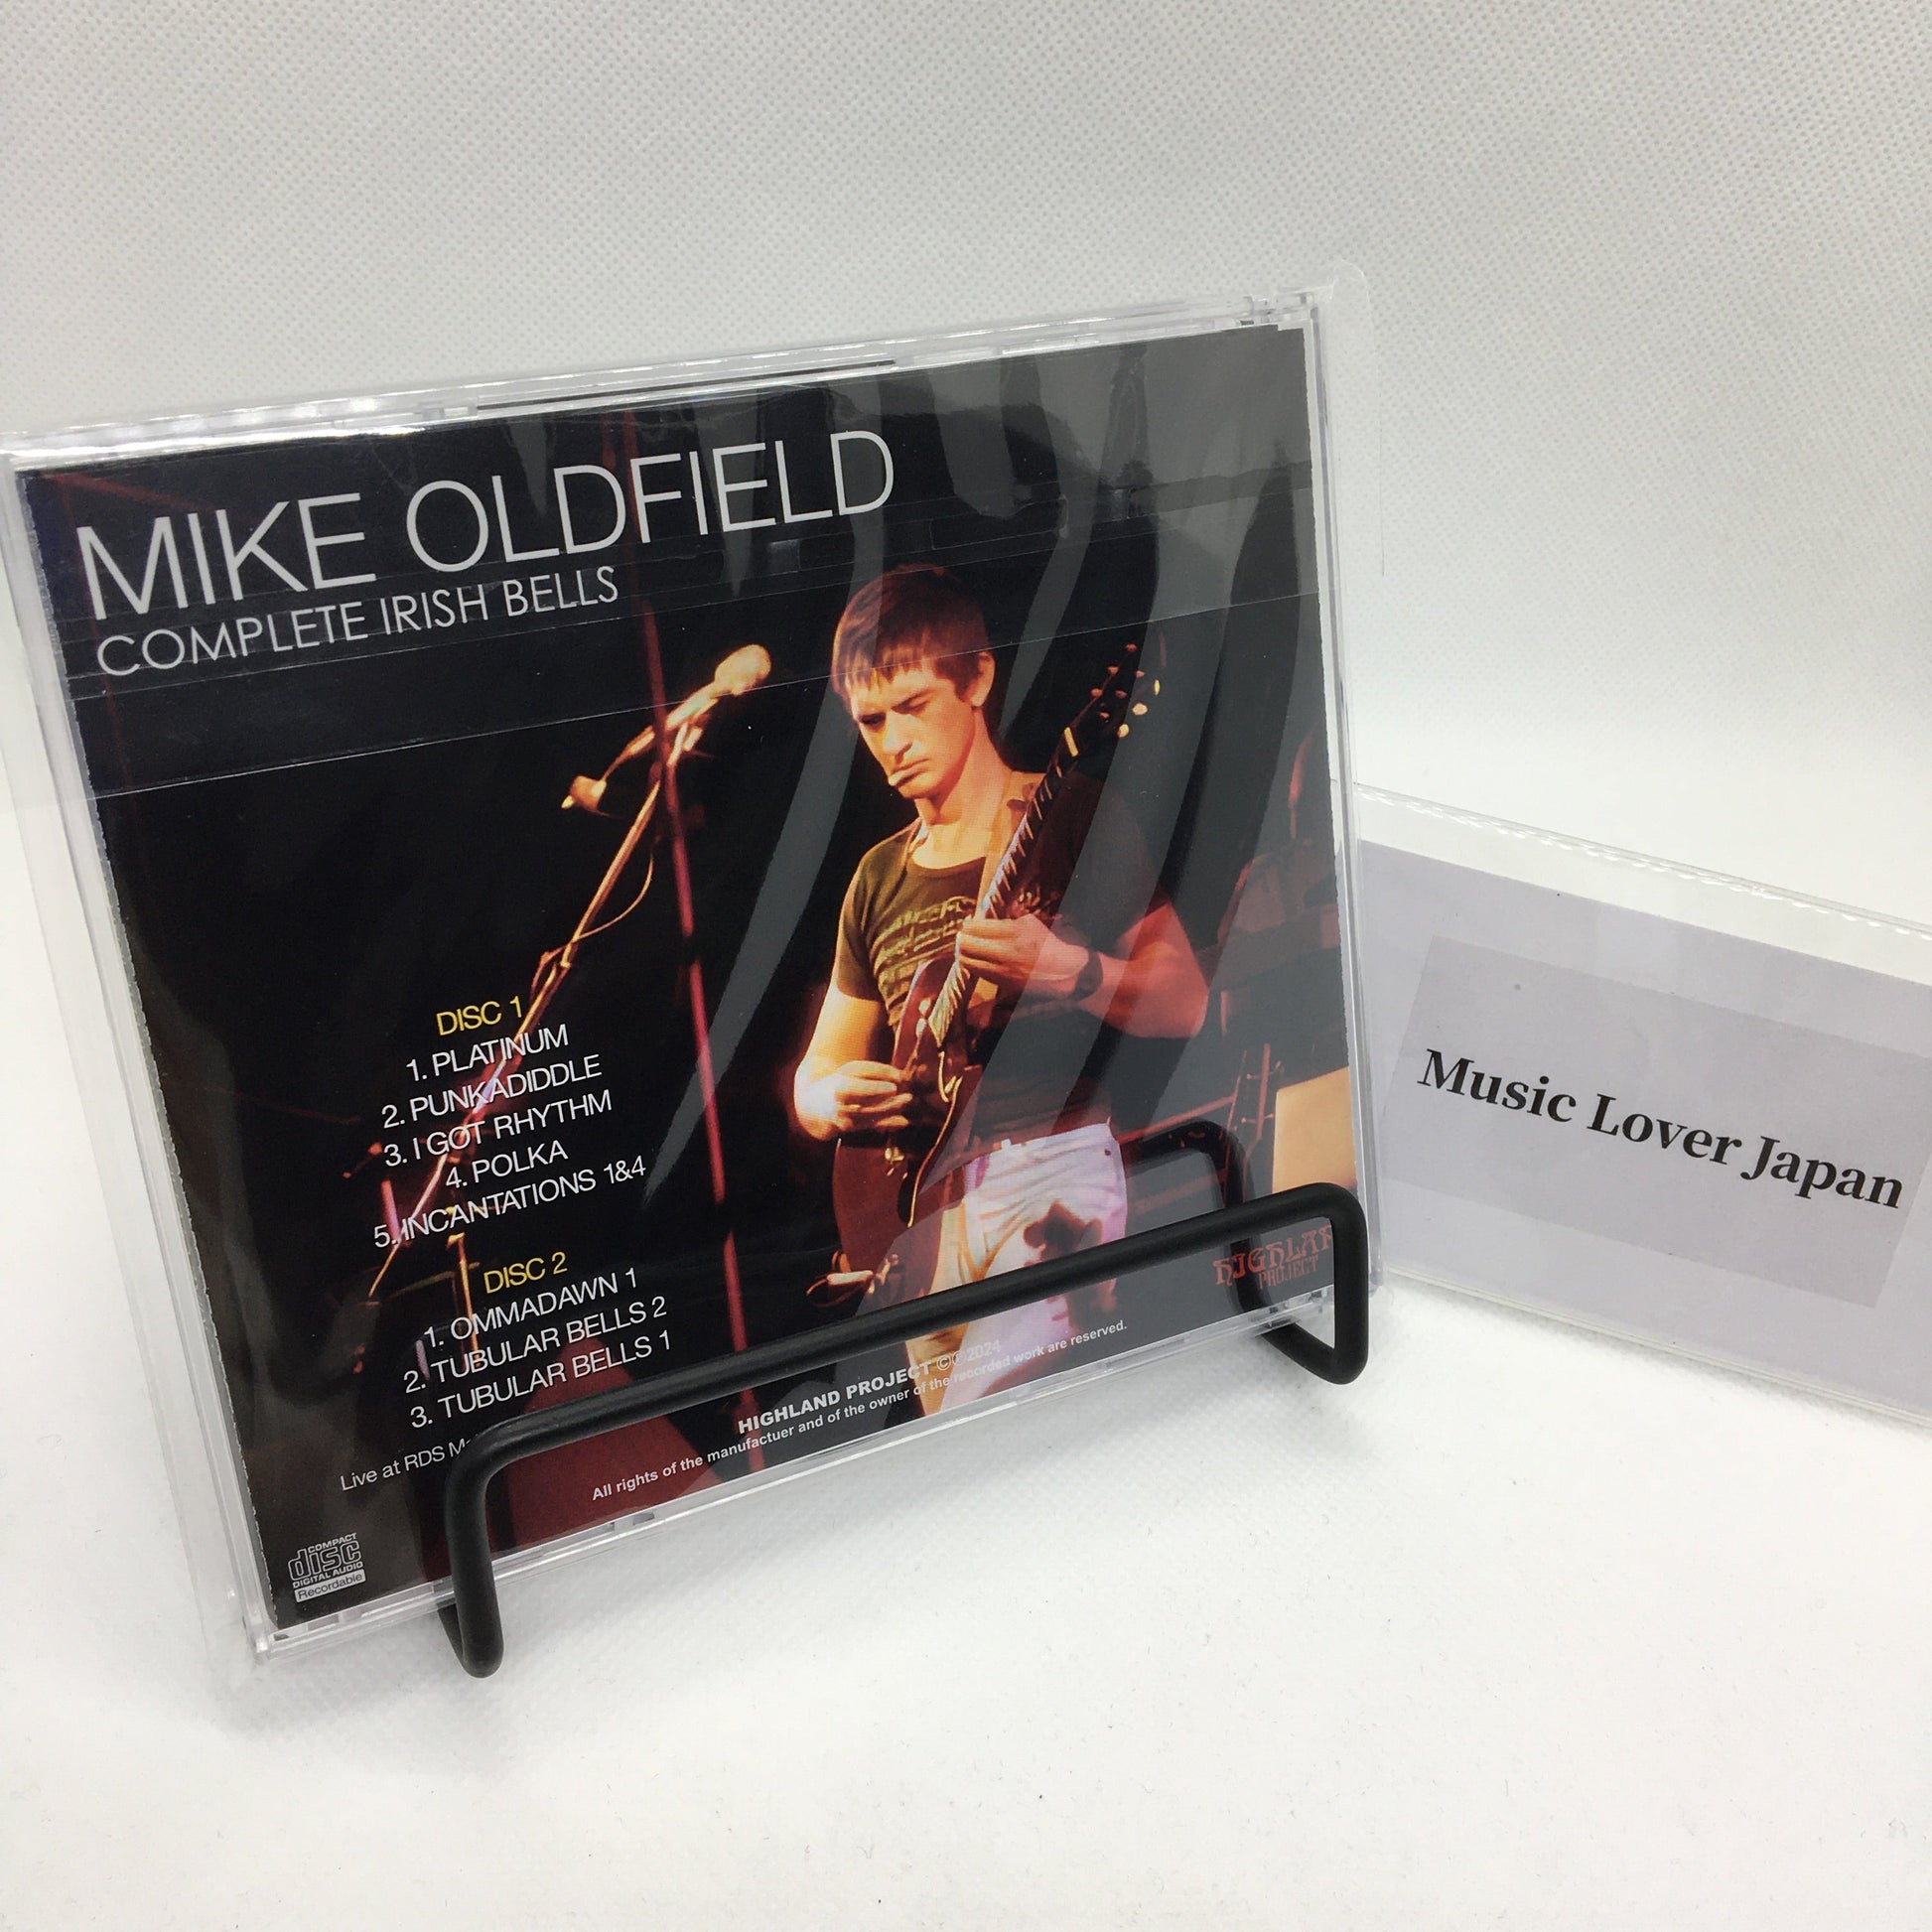 MIKE OLDFIELD
COMPLETE IRISH BELLS
DISC 1
1. PLATINUM
2. PUNKADIDDLE
3. I GOT RHYTHM
4. POLKA
5. INCANTATIONS 1&4
DISC 2
1. OMMADAWN 1
2. TUBULAR BELLS 2
3. TUBULAR BELLS 1
Live at RDS
HIGHLAND PROJECT ©℗2024
All rights of the manufactuer and of the owner of the recorded work are reserved.
PROJECT
COMPACT
disc
DIGITAL AUDIO
Recordable
Music Lover Japan